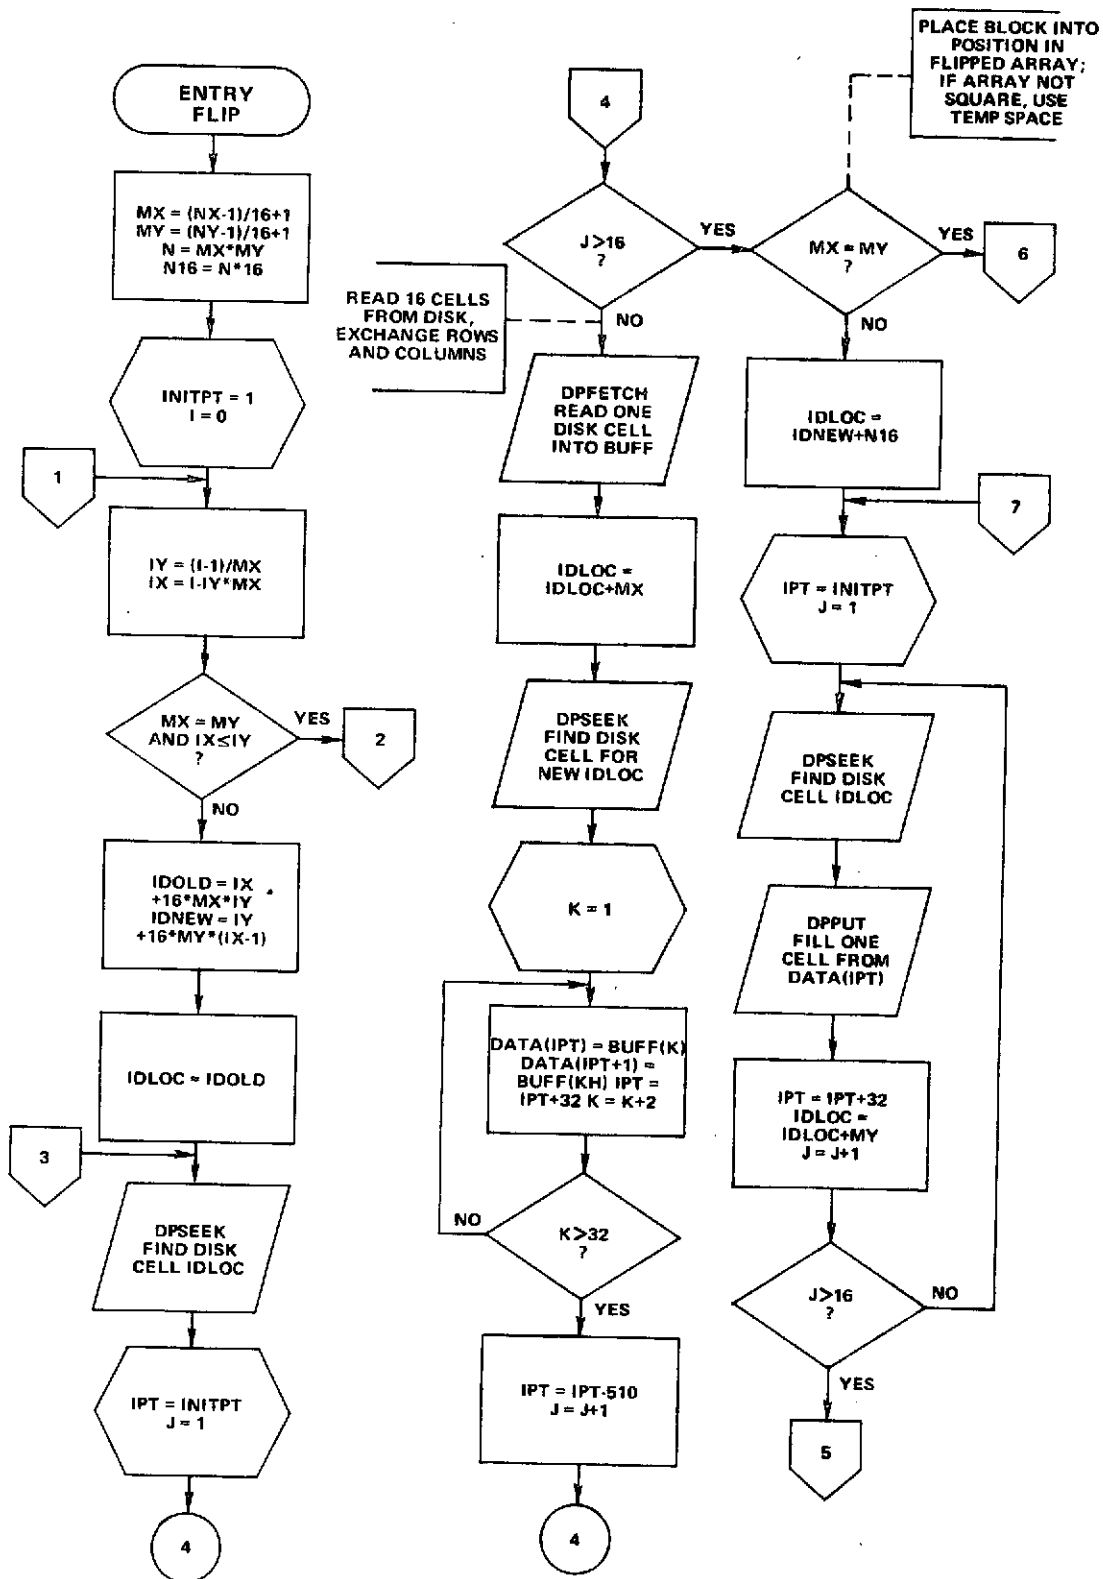 ENTRY
FLIP
MX = (NX-1)/16+1
MY = (NY-1)/16+1
N = MX*MY
N16 = N*16
INITPT = 1
I = 0
1
IY = (I-1)/MX
IX = I-IY*MX
MX = MY
AND IX≤IY
?
YES
2
NO
IDOLD = IX
+16*MX*IY
IDNEW = IY
+16*MY*(IX-1)
IDLOC = IDOLD
3
DPSEEK
FIND DISK
CELL IDLOC
IPT = INITPT
J = 1
4
4
J>16
?
YES
READ 16 CELLS
FROM DISK,
EXCHANGE ROWS
AND COLUMNS
NO
DPFETCH
READ ONE
DISK CELL
INTO BUFF
IDLOC =
IDLOC+MX
DPSEEK
FIND DISK
CELL FOR
NEW IDLOC
K = 1
DATA(IPT) = BUFF(K)
DATA(IPT+1) =
BUFF(KH) IPT =
IPT+32 K = K+2
NO
K>32
?
YES
IPT = IPT-510
J = J+1
4
PLACE BLOCK INTO
POSITION IN
FLIPPED ARRAY;
IF ARRAY NOT
SQUARE, USE
TEMP SPACE
MX = MY
?
YES
6
NO
IDLOC =
IDNEW+N16
7
IPT = INITPT
J = 1
DPSEEK
FIND DISK
CELL IDLOC
DPPUT
FILL ONE
CELL FROM
DATA(IPT)
IPT = IPT+32
IDLOC =
IDLOC+MY
J = J+1
J>16
?
NO
YES
5